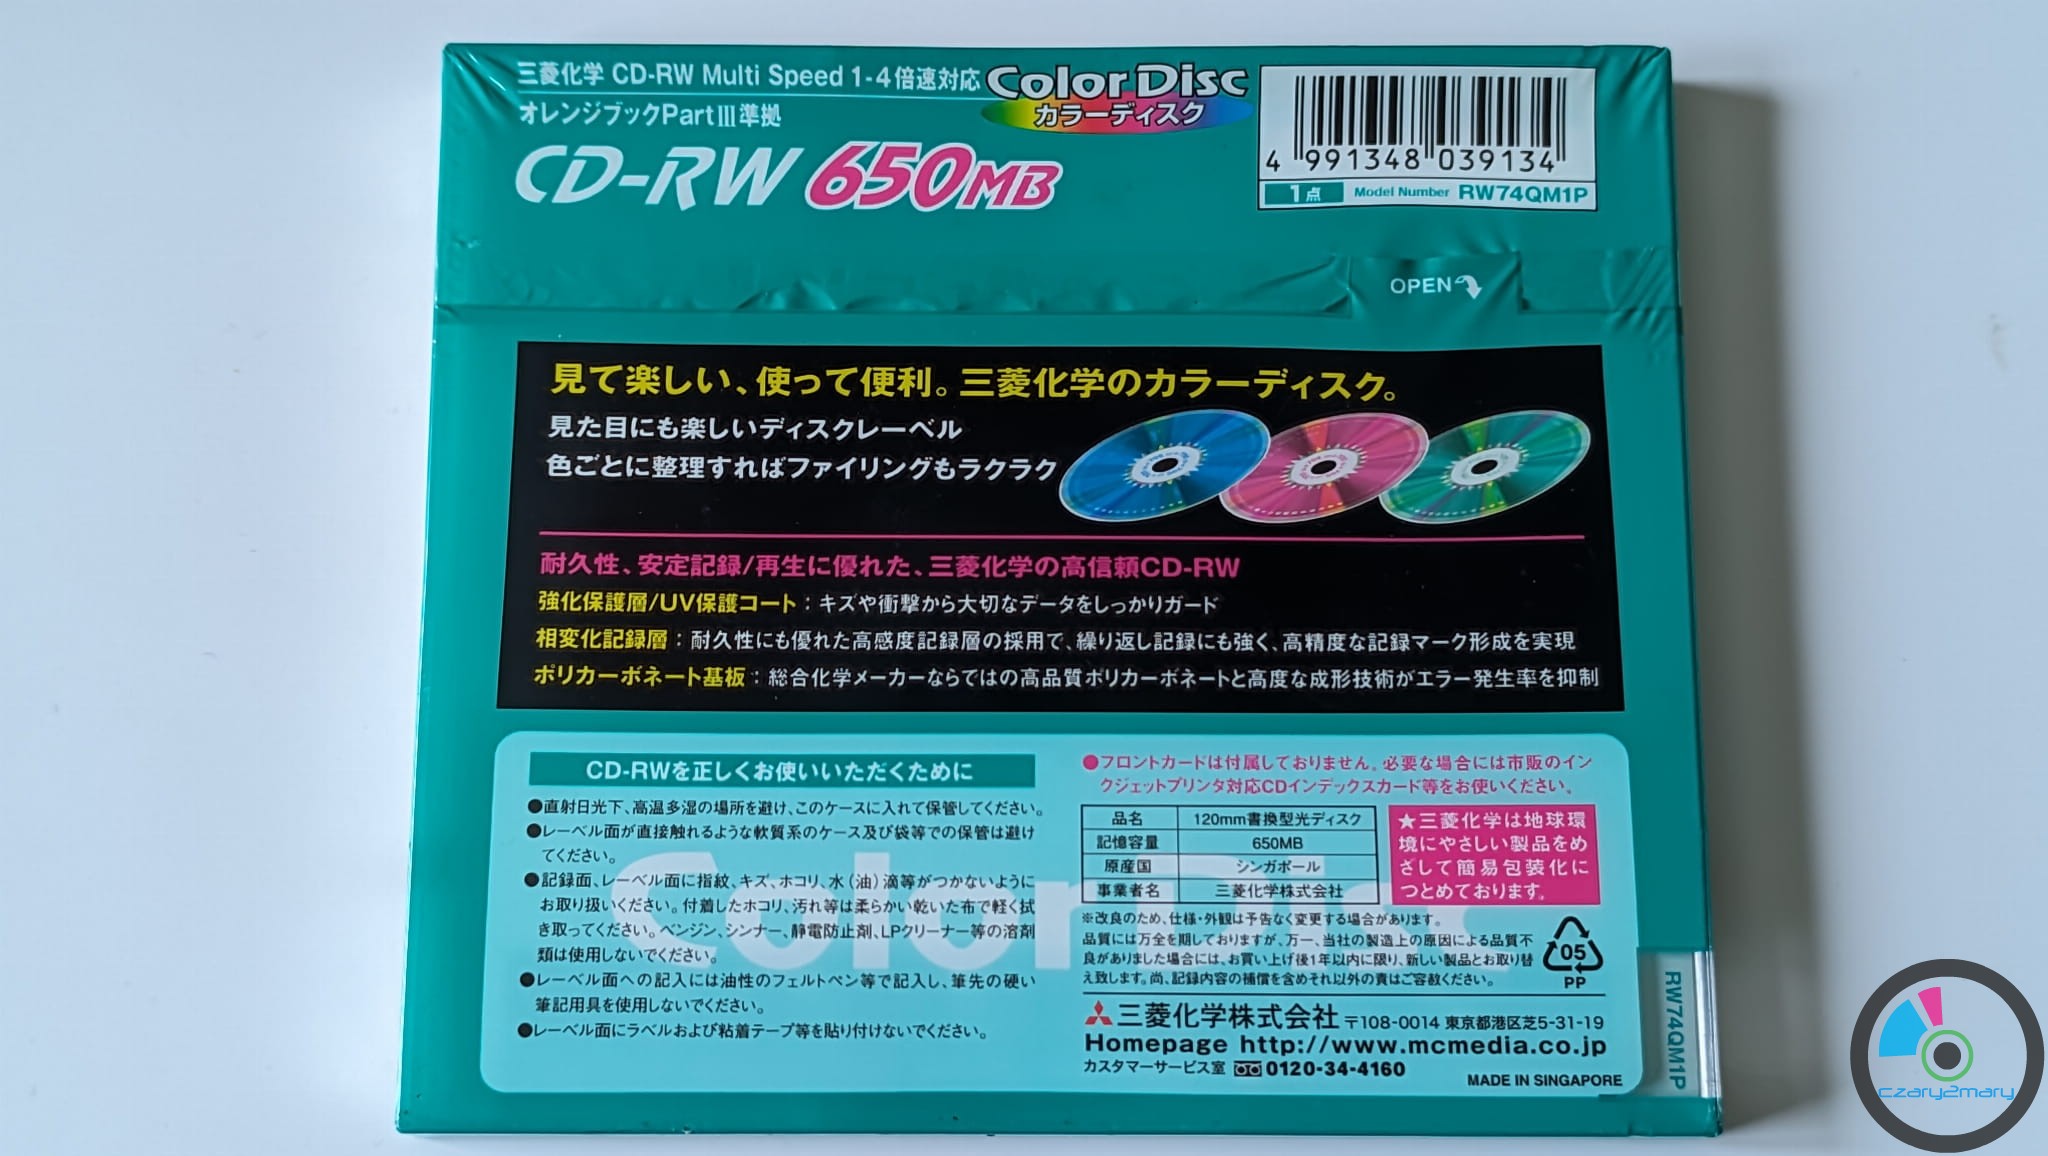 三菱化学 CD-RW Multi Speed 1-4倍速対応
オレンジブックPartⅢ準拠
CD-RW 650MB
Color Disc
カラーディスク
4 991348 039134
1点 Model Number RW74QM1P
OPEN
見て楽しい、使って便利。三菱化学のカラーディスク。
見た目にも楽しいディスクレーベル
色ごとに整理すればファイリングもラクラク
耐久性、安定記録/再生に優れた、三菱化学の高信頼CD-RW
強化保護層/UV保護コート：キズや衝撃から大切なデータをしっかりガード
相変化記録層：耐久性にも優れた高感度記録層の採用で、繰り返し記録にも強く、高精度な記録マーク形成を実現
ポリカーボネート基板：総合化学メーカーならではの高品質ポリカーボネートと高度な成形技術がエラー発生率を抑制
CD-RWを正しくお使いいただくために
●直射日光下、高温多湿の場所を避け、このケースに入れて保管してください。
●レーベル面が直接触れるような軟質系のケース及び袋等での保管は避け
てください。
●記録面、レーベル面に指紋、キズ、ホコリ、水（油）滴等がつかないように
お取り扱いください。付着したホコリ、汚れ等は柔らかい乾いた布で軽く拭
き取ってください。ベンジン、シンナー、静電防止剤、LPクリーナー等の溶剤
類は使用しないでください。
●レーベル面への記入には油性のフェルトペン等で記入し、筆先の硬い
筆記用具を使用しないでください。
●レーベル面にラベルおよび粘着テープ等を貼り付けないでください。
Color Disc
●フロントカードは付属しておりません。必要な場合には市販のイン
クジェットプリンタ対応CDインデックスカード等をお使いください。
品名 120mm書換型光ディスク
記憶容量 650MB
原産国 シンガポール
事業者名 三菱化学株式会社
★三菱化学は地球環
境にやさしい製品をめ
ざして簡易包装化に
つとめております。
※改良のため、仕様・外観は予告なく変更する場合があります。
品質には万全を期しておりますが、万一、当社の製造上の原因による品質不
良がありました場合には、お買い上げ後1年以内に限り、新しい製品とお取り替
え致します。尚、記録内容の補償を含めそれ以外の責はご容赦ください。
05
PP
三菱化学株式会社 〒108-0014 東京都港区芝5-31-19
Homepage http://www.mcmedia.co.jp
カスタマーサービス室 0120-34-4160
MADE IN SINGAPORE
RW74QM1P
czary2mary